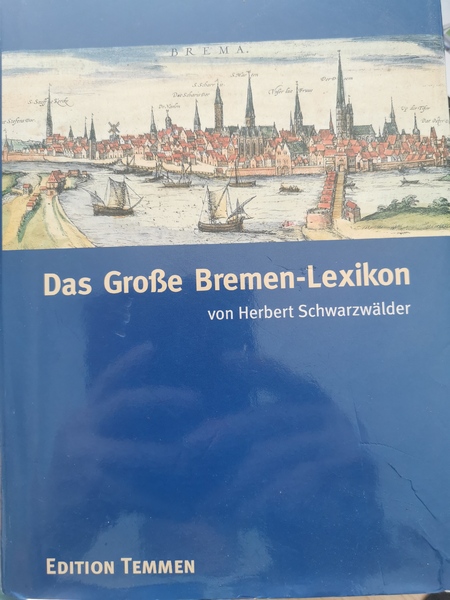 BREMA.
Das Große Bremen-Lexikon
von Herbert Schwarzwälder
EDITION TEMMEN